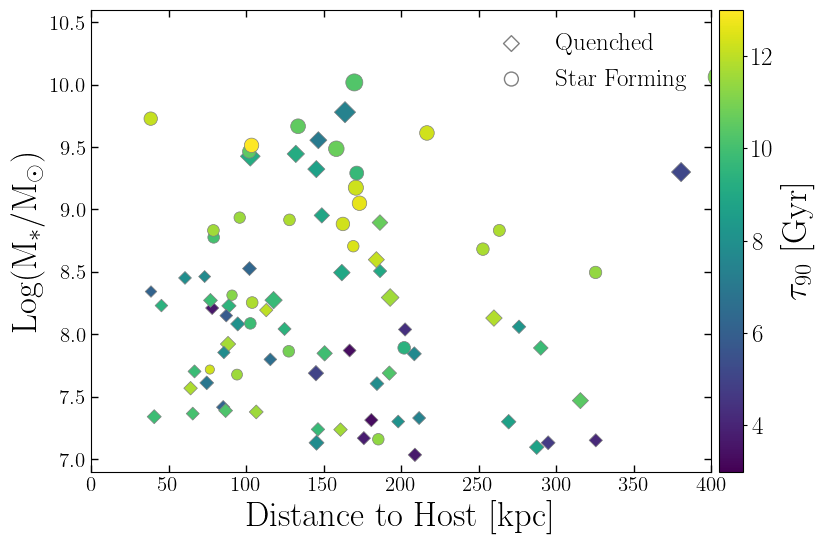 10.5
10.0
9.5
9.0
8.5
8.0
7.5
7.0
Log(M*/M⊙)
Quenched
Star Forming
0 50 100 150 200 250 300 350 400
Distance to Host [kpc]
12
10
8
6
4
τ90 [Gyr]